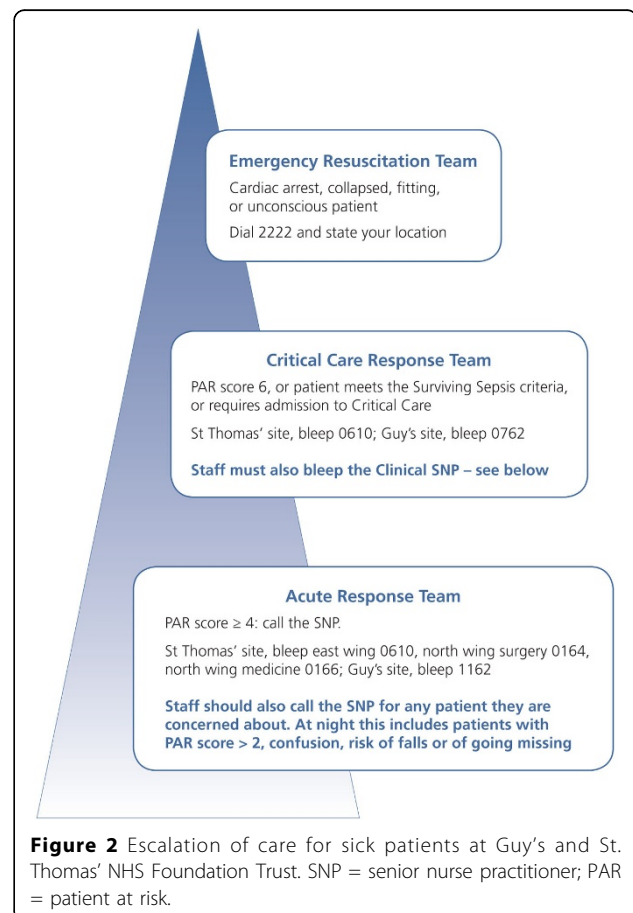 Emergency Resuscitation Team
Cardiac arrest, collapsed, fitting,
or unconscious patient
Dial 2222 and state your location
Critical Care Response Team
PAR score 6, or patient meets the Surviving Sepsis criteria,
or requires admission to Critical Care
St Thomas’ site, bleep 0610; Guy’s site, bleep 0762
Staff must also bleep the Clinical SNP – see below
Acute Response Team
PAR score ≥ 4: call the SNP.
St Thomas’ site, bleep east wing 0610, north wing surgery 0164,
north wing medicine 0166; Guy’s site, bleep 1162
Staff should also call the SNP for any patient they are
concerned about. At night this includes patients with
PAR score > 2, confusion, risk of falls or of going missing
Figure 2 Escalation of care for sick patients at Guy’s and St.
Thomas’ NHS Foundation Trust. SNP = senior nurse practitioner; PAR
= patient at risk.